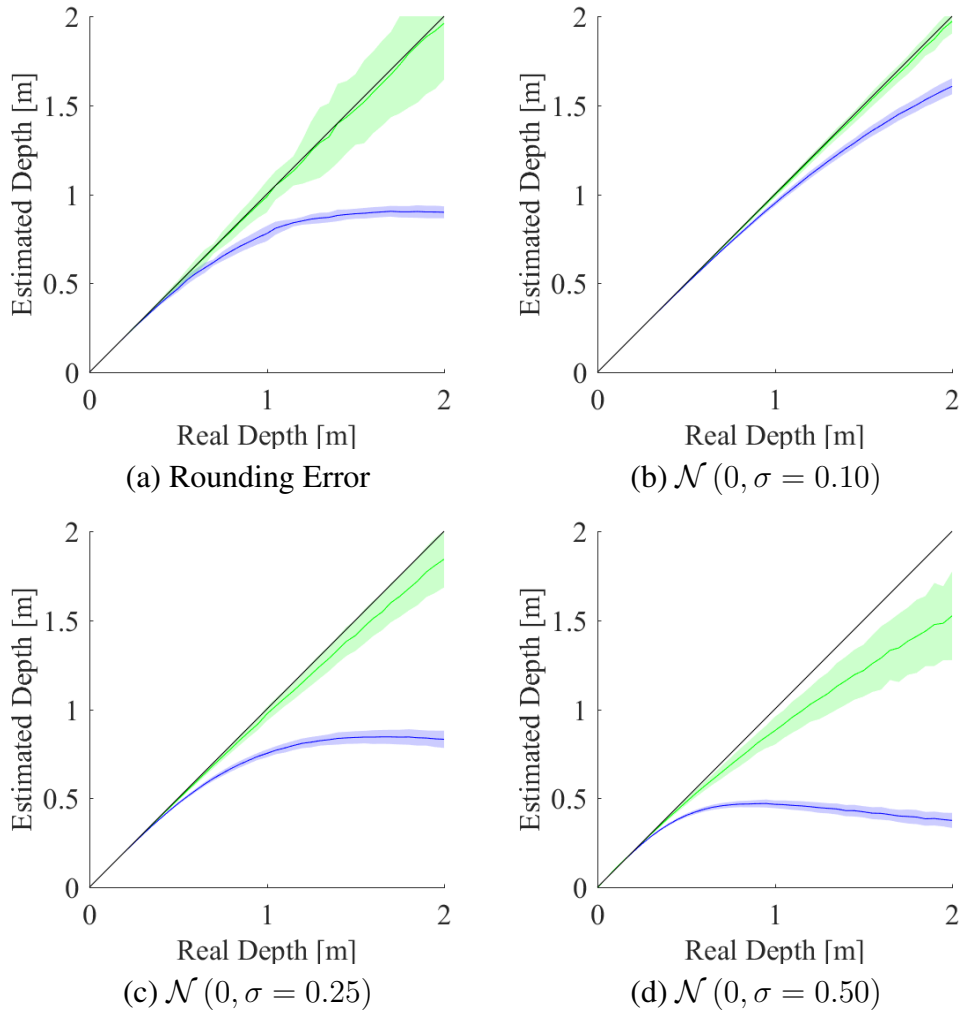 2
2
1.5
1.5
1
1
0.5
0.5
0
0
Estimated Depth [m]
Estimated Depth [m]
0 1 2
0 1 2
Real Depth [m]
Real Depth [m]
(a) Rounding Error
(b) 𝒩 (0, σ = 0.10)
2
2
1.5
1.5
1
1
0.5
0.5
0
0
Estimated Depth [m]
Estimated Depth [m]
0 1 2
0 1 2
Real Depth [m]
Real Depth [m]
(c) 𝒩 (0, σ = 0.25)
(d) 𝒩 (0, σ = 0.50)